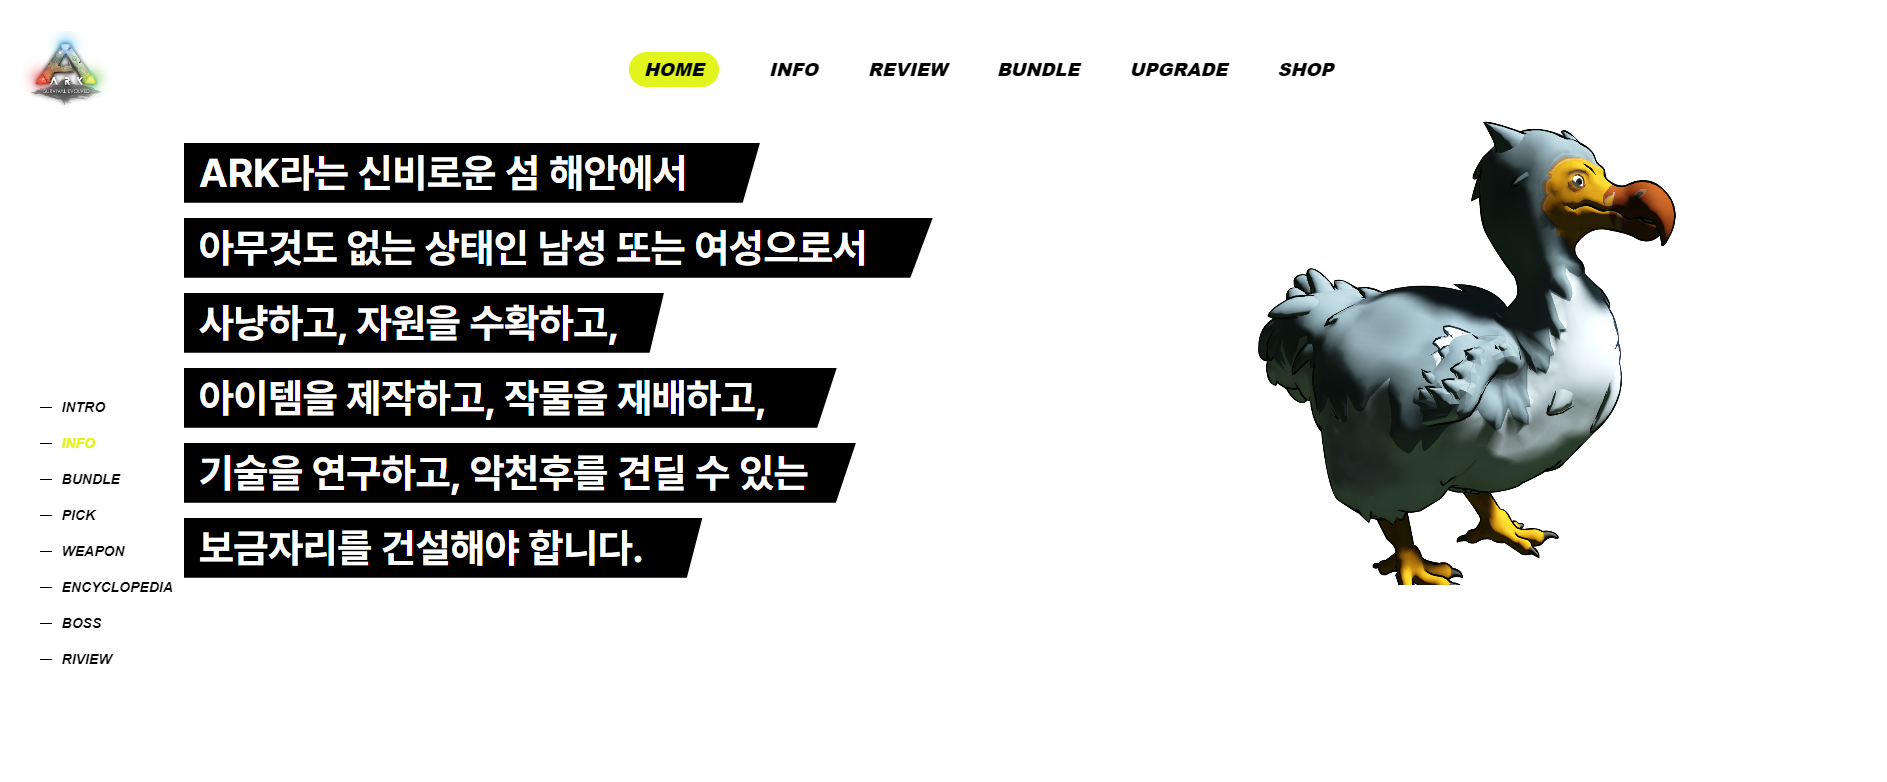 ARK
SURVIVAL EVOLVED
HOME
INFO
REVIEW
BUNDLE
UPGRADE
SHOP
ARK라는 신비로운 섬 해안에서
아무것도 없는 상태인 남성 또는 여성으로서
사냥하고, 자원을 수확하고,
아이템을 제작하고, 작물을 재배하고,
기술을 연구하고, 악천후를 견딜 수 있는
보금자리를 건설해야 합니다.
INTRO
INFO
BUNDLE
PICK
WEAPON
ENCYCLOPEDIA
BOSS
RIVIEW